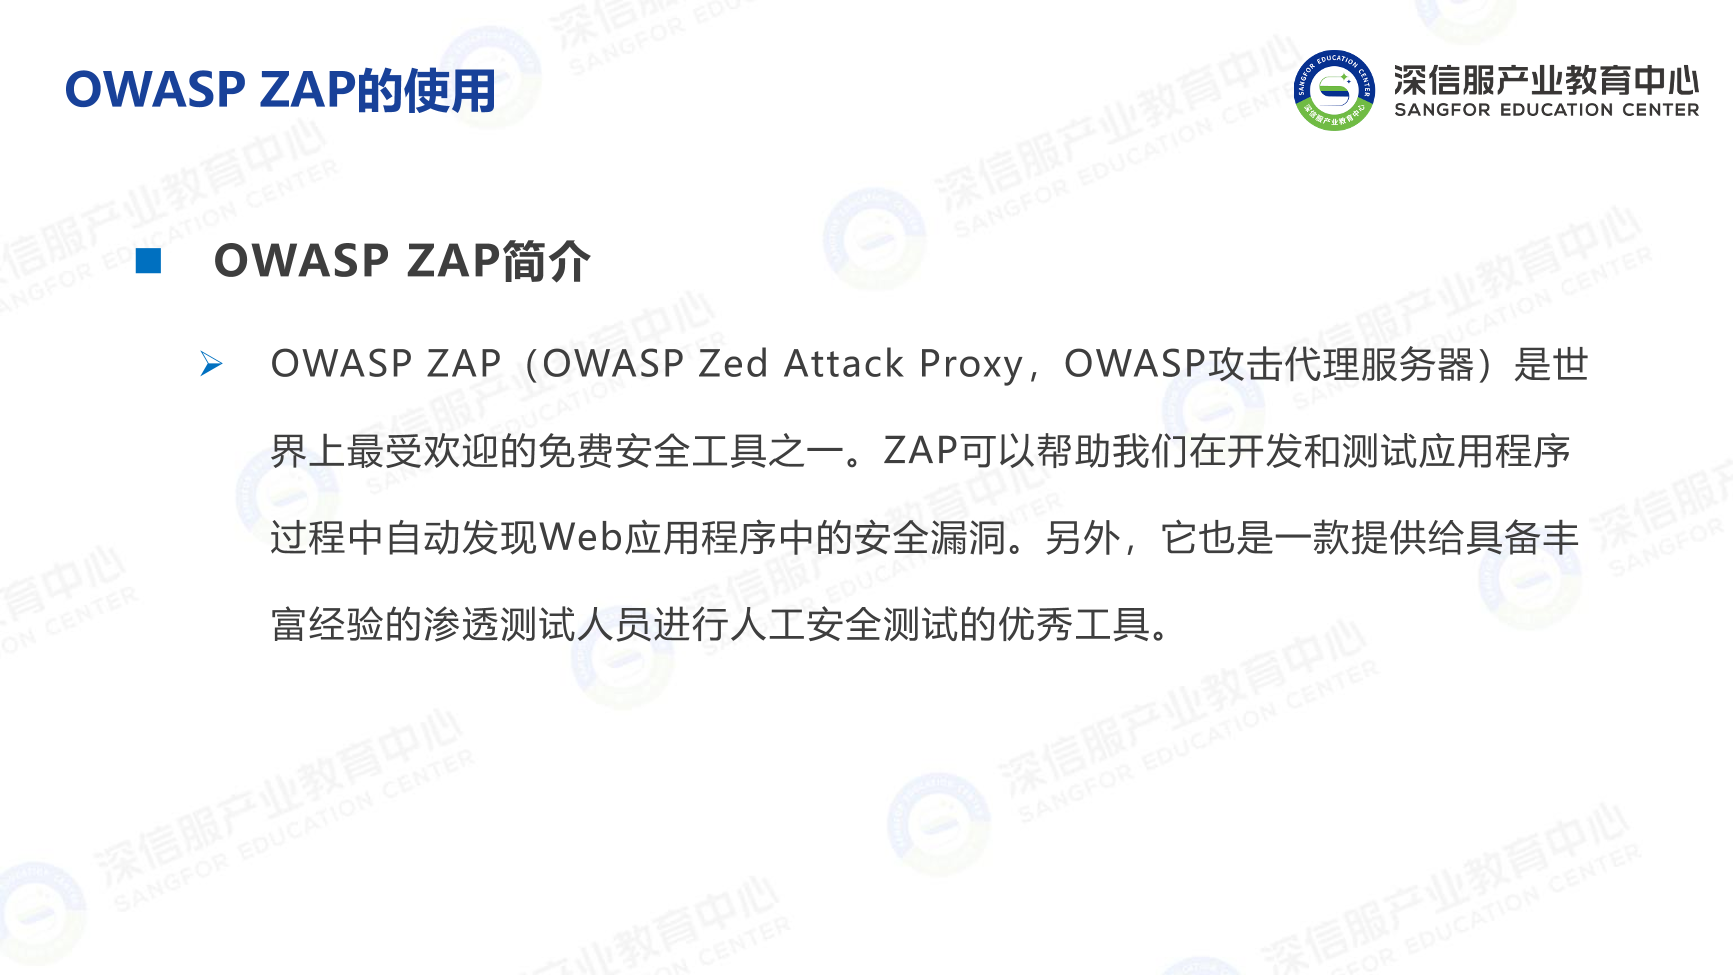 OWASP ZAP的使用
深信服产业教育中心
SANGFOR EDUCATION CENTER
OWASP ZAP简介
OWASP ZAP（OWASP Zed Attack Proxy，OWASP攻击代理服务器）是世
界上最受欢迎的免费安全工具之一。ZAP可以帮助我们在开发和测试应用程序
过程中自动发现Web应用程序中的安全漏洞。另外，它也是一款提供给具备丰
富经验的渗透测试人员进行人工安全测试的优秀工具。